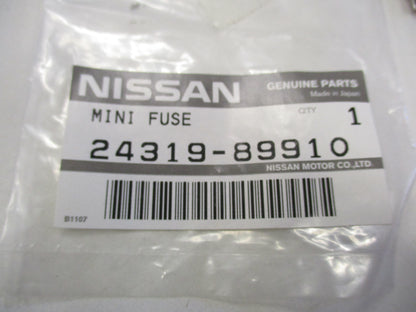 NISSAN GENUINE PARTS
Made in Japan
MINI FUSE QTY 1
24319-89910
NISSAN MOTOR CO.,LTD.
B1107